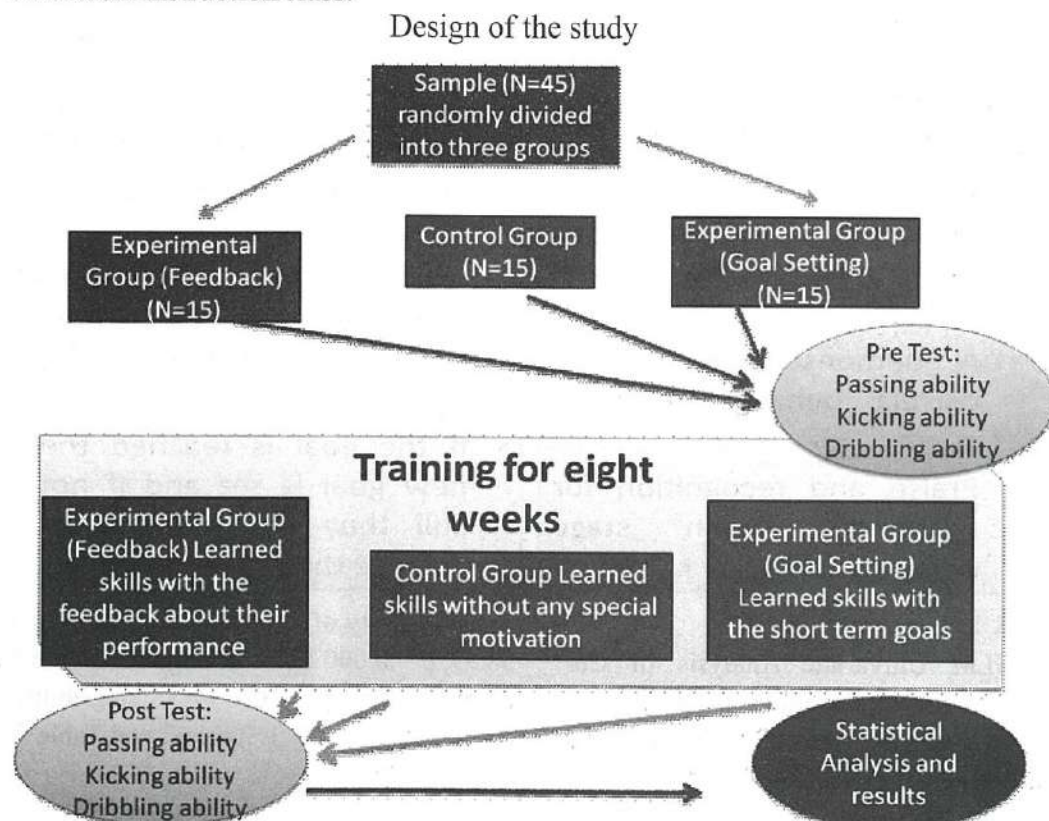 Design of the study
Sample (N=45)
randomly divided
into three groups
Experimental
Group (Feedback)
(N=15)
Control Group
(N=15)
Experimental Group
(Goal Setting)
(N=15)
Pre Test:
Passing ability
Kicking ability
Dribbling ability
Training for eight
weeks
Experimental Group
(Feedback) Learned
skills with the
feedback about their
performance
Control Group Learned
skills without any special
motivation
Experimental Group
(Goal Setting)
Learned skills with
the short term goals
Post Test:
Passing ability
Kicking ability
Dribbling ability
Statistical
Analysis and
results